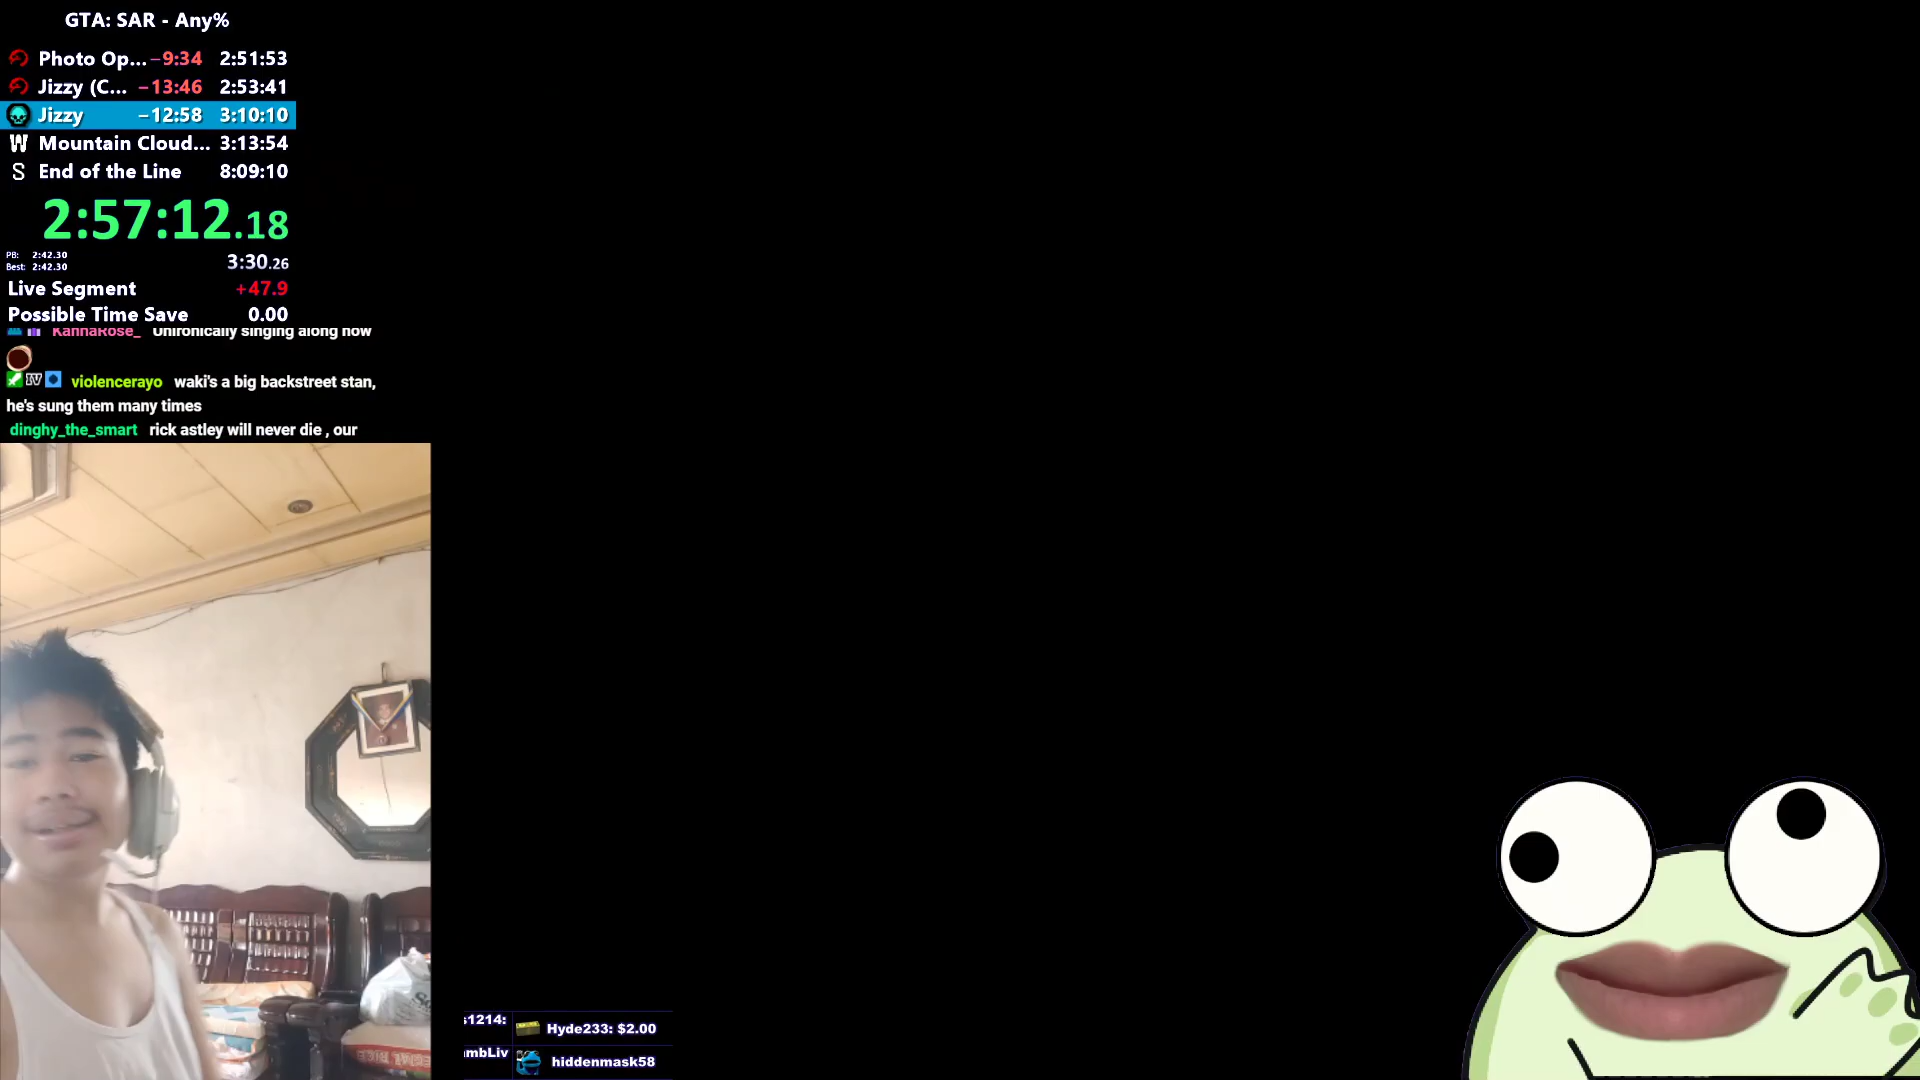 GTA: SAR - Any%
Photo Op... −9:34 2:51:53
Jizzy (C... −13:46 2:53:41
Jizzy −12:58 3:10:10
W Mountain Cloud... 3:13:54
S End of the Line 8:09:10
2:57:12.18
PB: 2:42.30
Best: 2:42.30
3:30.26
Live Segment +47.9
Possible Time Save 0.00
KannaRose_ Unironically singing along now
IV violencerayo waki's a big backstreet stan,
he's sung them many times
dinghy_the_smart rick astley will never die , our
s1214: Hyde233: $2.00
mbLiv hiddenmask58